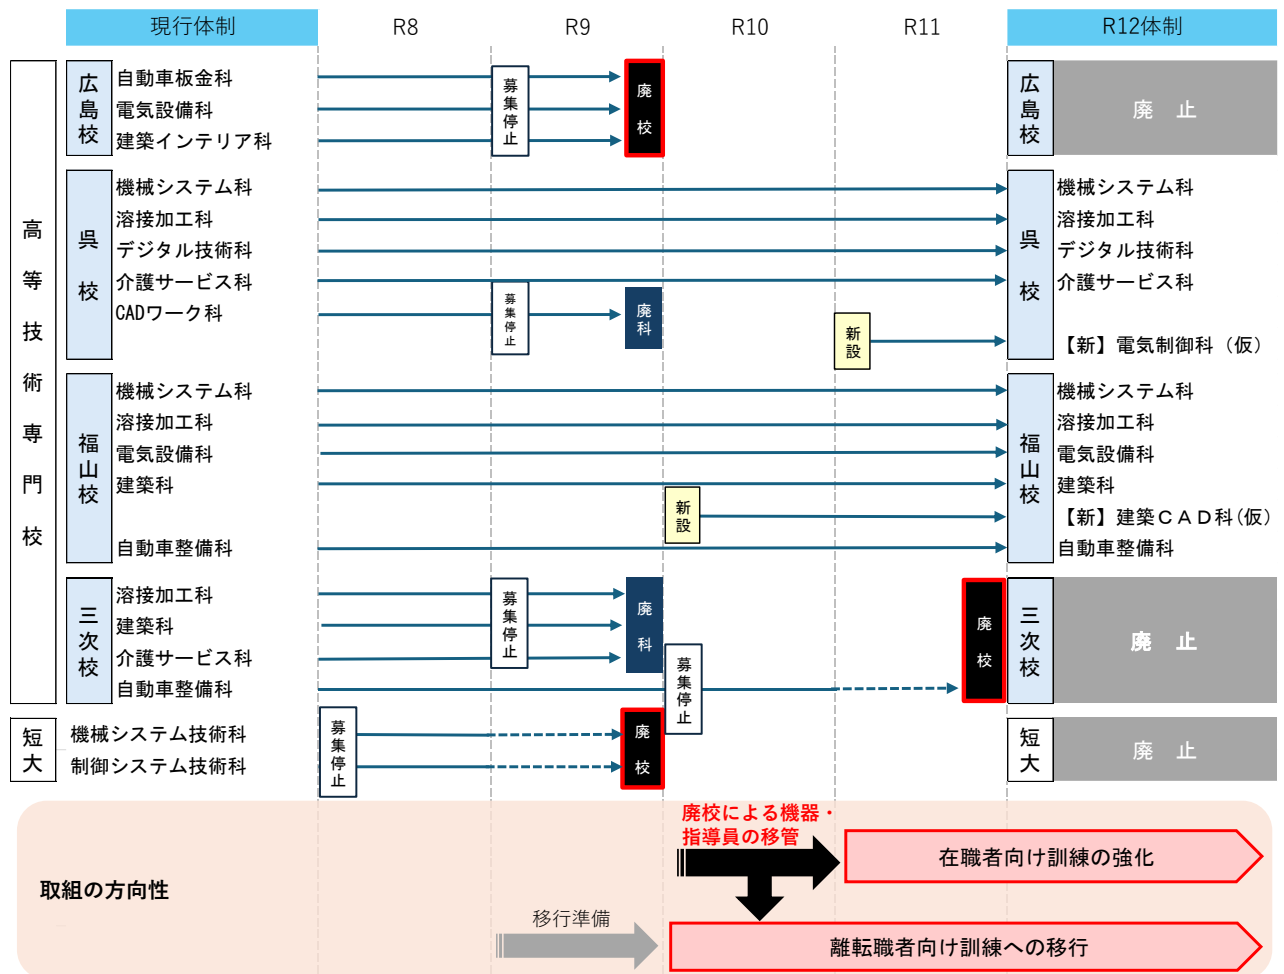 現行体制
R8
R9
R10
R11
R12体制
高等技術専門校
広島校
自動車板金科
電気設備科
建築インテリア科
募集停止
廃校
広島校
廃 止
呉校
機械システム科
溶接加工科
デジタル技術科
介護サービス科
CADワーク科
募集停止
廃科
新設
呉校
機械システム科
溶接加工科
デジタル技術科
介護サービス科
【新】電気制御科（仮）
福山校
機械システム科
溶接加工科
電気設備科
建築科
自動車整備科
新設
福山校
機械システム科
溶接加工科
電気設備科
建築科
【新】建築ＣＡＤ科(仮)
自動車整備科
三次校
溶接加工科
建築科
介護サービス科
自動車整備科
募集停止
廃科
募集停止
廃校
三次校
廃 止
短大
機械システム技術科
制御システム技術科
募集停止
廃校
短大
廃 止
取組の方向性
廃校による機器・
指導員の移管
在職者向け訓練の強化
移行準備
離転職者向け訓練への移行